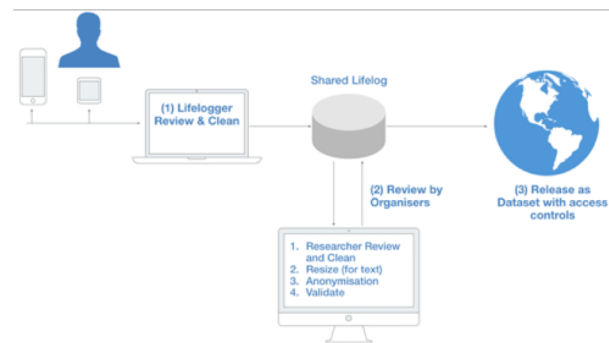 (1) Lifelogger
Review & Clean
Shared Lifelog
(2) Review by
Organisers
(3) Release as
Dataset with access
controls
1. Researcher Review
and Clean
2. Resize (for text)
3. Anonymisation
4. Validate